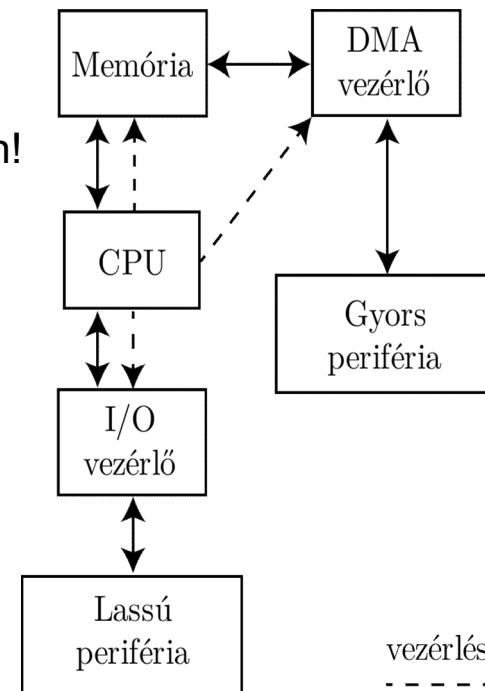 Memória
DMA
vezérlő
n!
CPU
Gyors
periféria
I/O
vezérlő
Lassú
periféria
vezérlés